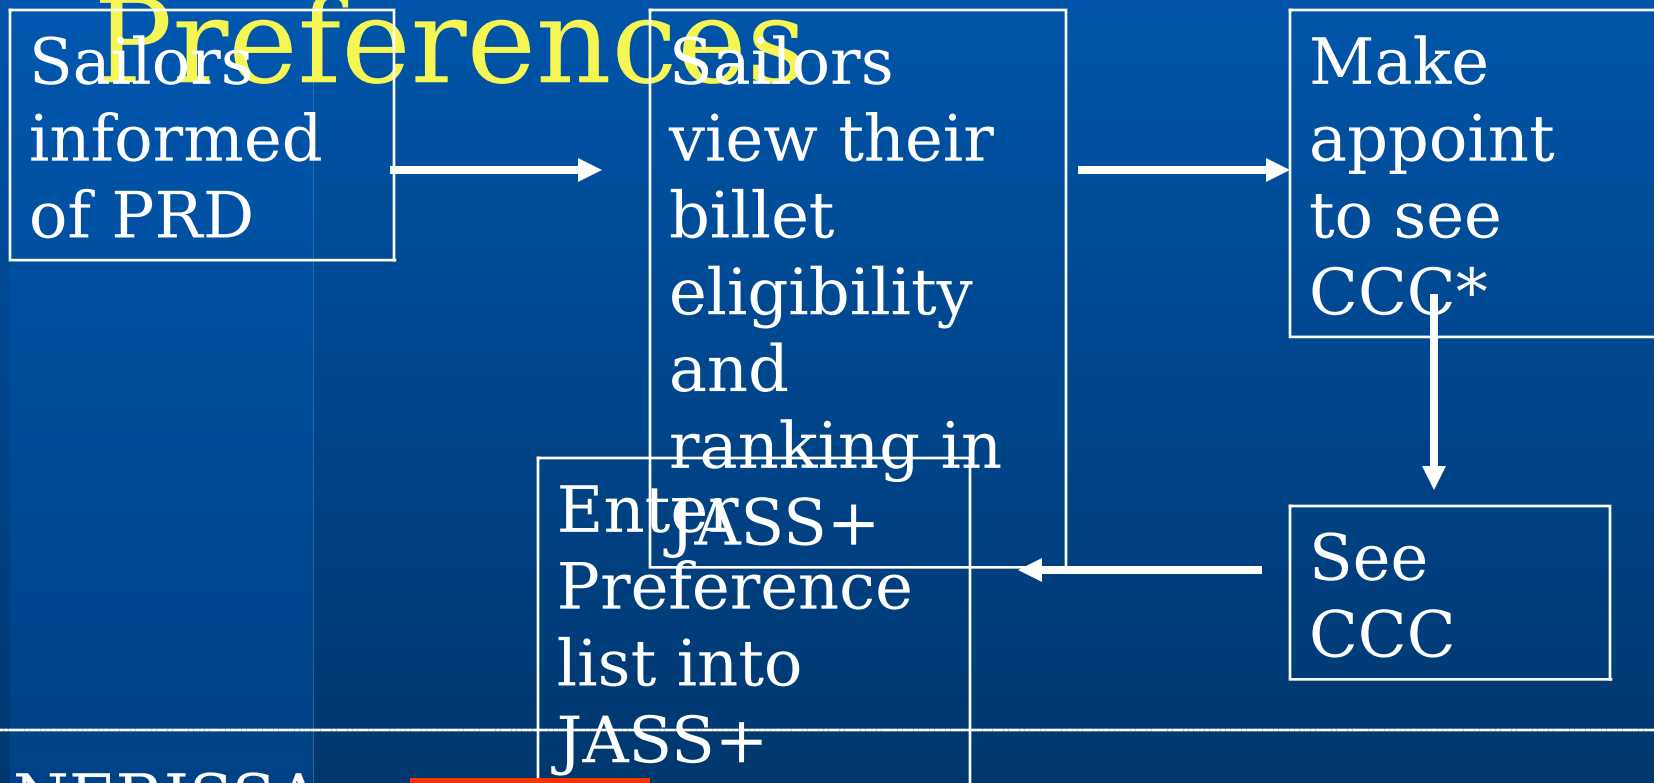 Preferences
Sailors
informed
of PRD
Sailors
view their
billet
eligibility
and
ranking in
JASS+
Make
appoint
to see
CCC*
See
CCC
Enter
Preference
list into
JASS+
NERISSA